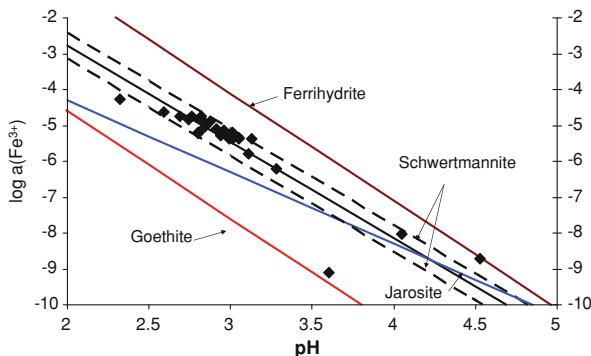 -2 -2
-3 -3
-4 -4
Ferrihydrite
-5 -5
-6 Schwertmannite -6
log a(Fe³⁺)
-7 -7
Goethite
-8 -8
-9 -9
Jarosite
-10 -10
2 2.5 3 3.5 4 4.5 5
pH